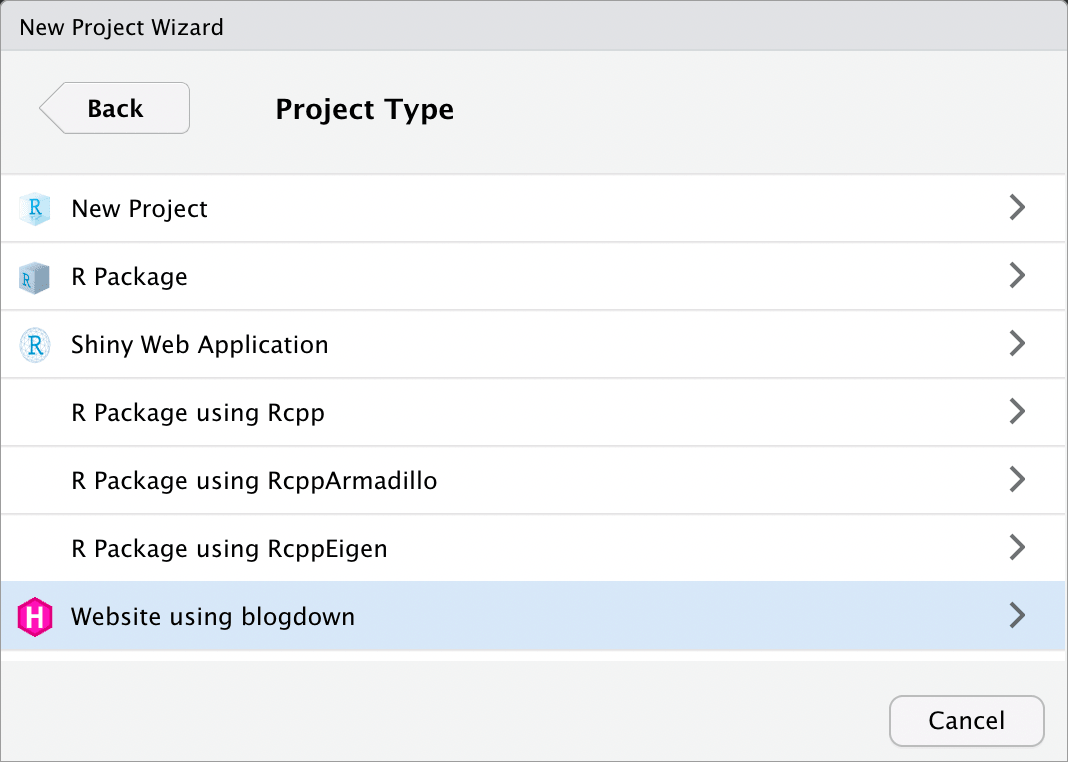 New Project Wizard
Back
Project Type
R New Project
R R Package
R Shiny Web Application
R Package using Rcpp
R Package using RcppArmadillo
R Package using RcppEigen
H Website using blogdown
Cancel